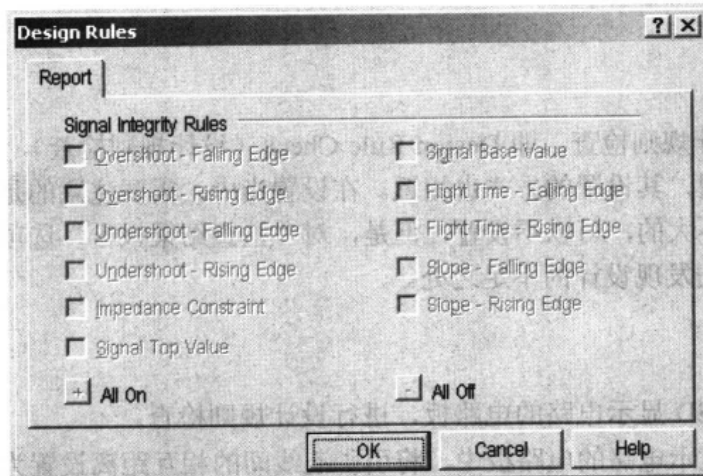 Design Rules
Report
Signal Integrity Rules
Overshoot - Falling Edge
Overshoot - Rising Edge
Undershoot - Falling Edge
Undershoot - Rising Edge
Impedance Constraint
Signal Top Value
Signal Base Value
Flight Time - Falling Edge
Flight Time - Rising Edge
Slope - Falling Edge
Slope - Rising Edge
+ All On
- All Off
OK
Cancel
Help